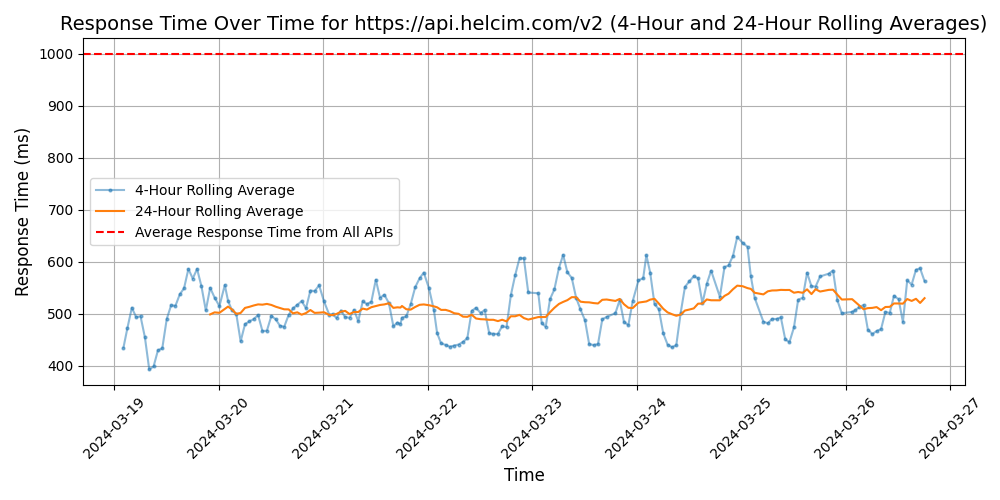 Response Time Over Time for https://api.helcim.com/v2 (4-Hour and 24-Hour Rolling Averages)
Response Time (ms)
1000
900
800
700
600
500
400
4-Hour Rolling Average
24-Hour Rolling Average
Average Response Time from All APIs
2024-03-19
2024-03-20
2024-03-21
2024-03-22
2024-03-23
2024-03-24
2024-03-25
2024-03-26
2024-03-27
Time